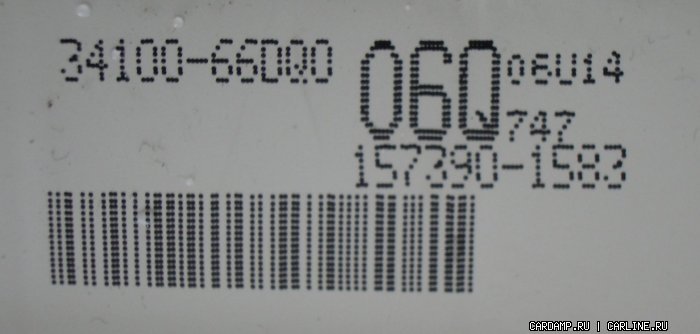 34100-66DQ0 06Q 08U14
747
157390-1583
CARDAMP.RU | CARLINE.RU